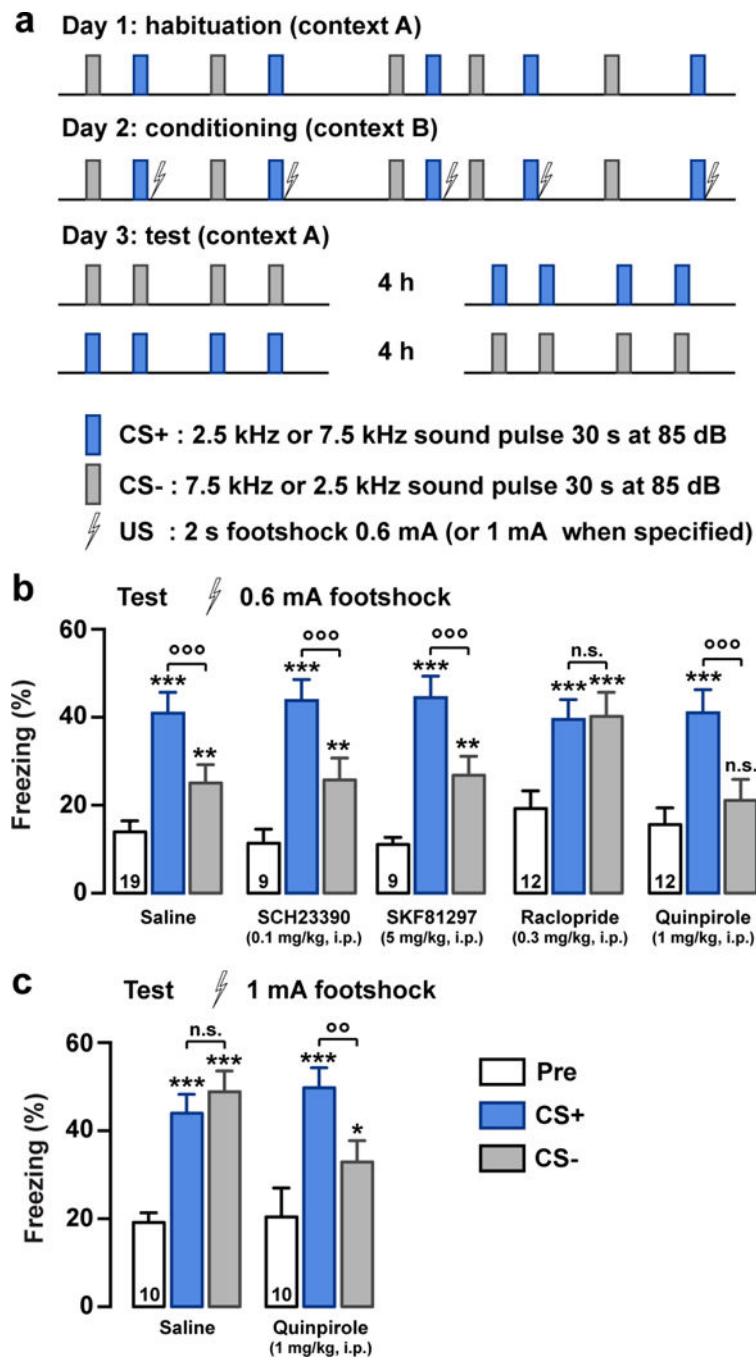 a
Day 1: habituation (context A)
Day 2: conditioning (context B)
Day 3: test (context A)
4 h
4 h
CS+ : 2.5 kHz or 7.5 kHz sound pulse 30 s at 85 dB
CS- : 7.5 kHz or 2.5 kHz sound pulse 30 s at 85 dB
US : 2 s footshock 0.6 mA (or 1 mA when specified)
b
Test 0.6 mA footshock
Freezing (%)
60
40
20
0
°°° °°° °°° n.s. °°°
*** *** *** *** *** ***
** ** ** n.s.
19 9 9 12 12
Saline SCH23390 SKF81297 Raclopride Quinpirole
(0.1 mg/kg, i.p.) (5 mg/kg, i.p.) (0.3 mg/kg, i.p.) (1 mg/kg, i.p.)
c
Test 1 mA footshock
Freezing (%)
60
40
20
0
n.s. °°
*** *** *** *
10 10
Saline Quinpirole
(1 mg/kg, i.p.)
Pre
CS+
CS-